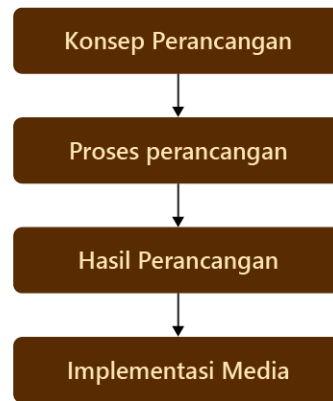 Konsep Perancangan
Proses perancangan
Hasil Perancangan
Implementasi Media